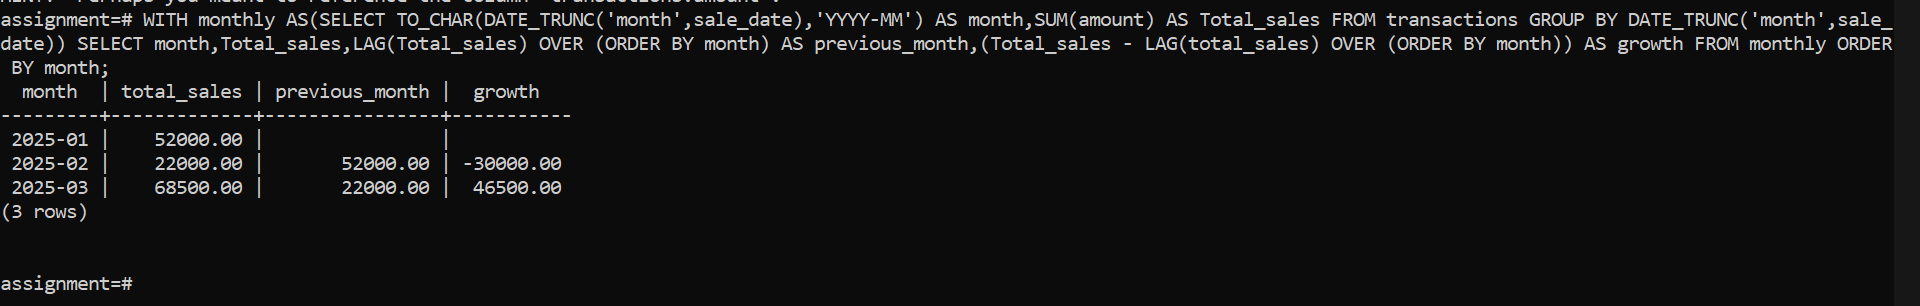 assignment=# WITH monthly AS(SELECT TO_CHAR(DATE_TRUNC('month',sale_date),'YYYY-MM') AS month,SUM(amount) AS Total_sales FROM transactions GROUP BY DATE_TRUNC('month',sale_
date)) SELECT month,Total_sales,LAG(Total_sales) OVER (ORDER BY month) AS previous_month,(Total_sales - LAG(total_sales) OVER (ORDER BY month)) AS growth FROM monthly ORDER
 BY month;
  month  | total_sales | previous_month |  growth
---------+-------------+----------------+-----------
 2025-01 |    52000.00 |                |
 2025-02 |    22000.00 |       52000.00 | -30000.00
 2025-03 |    68500.00 |       22000.00 |  46500.00
(3 rows)
assignment=#